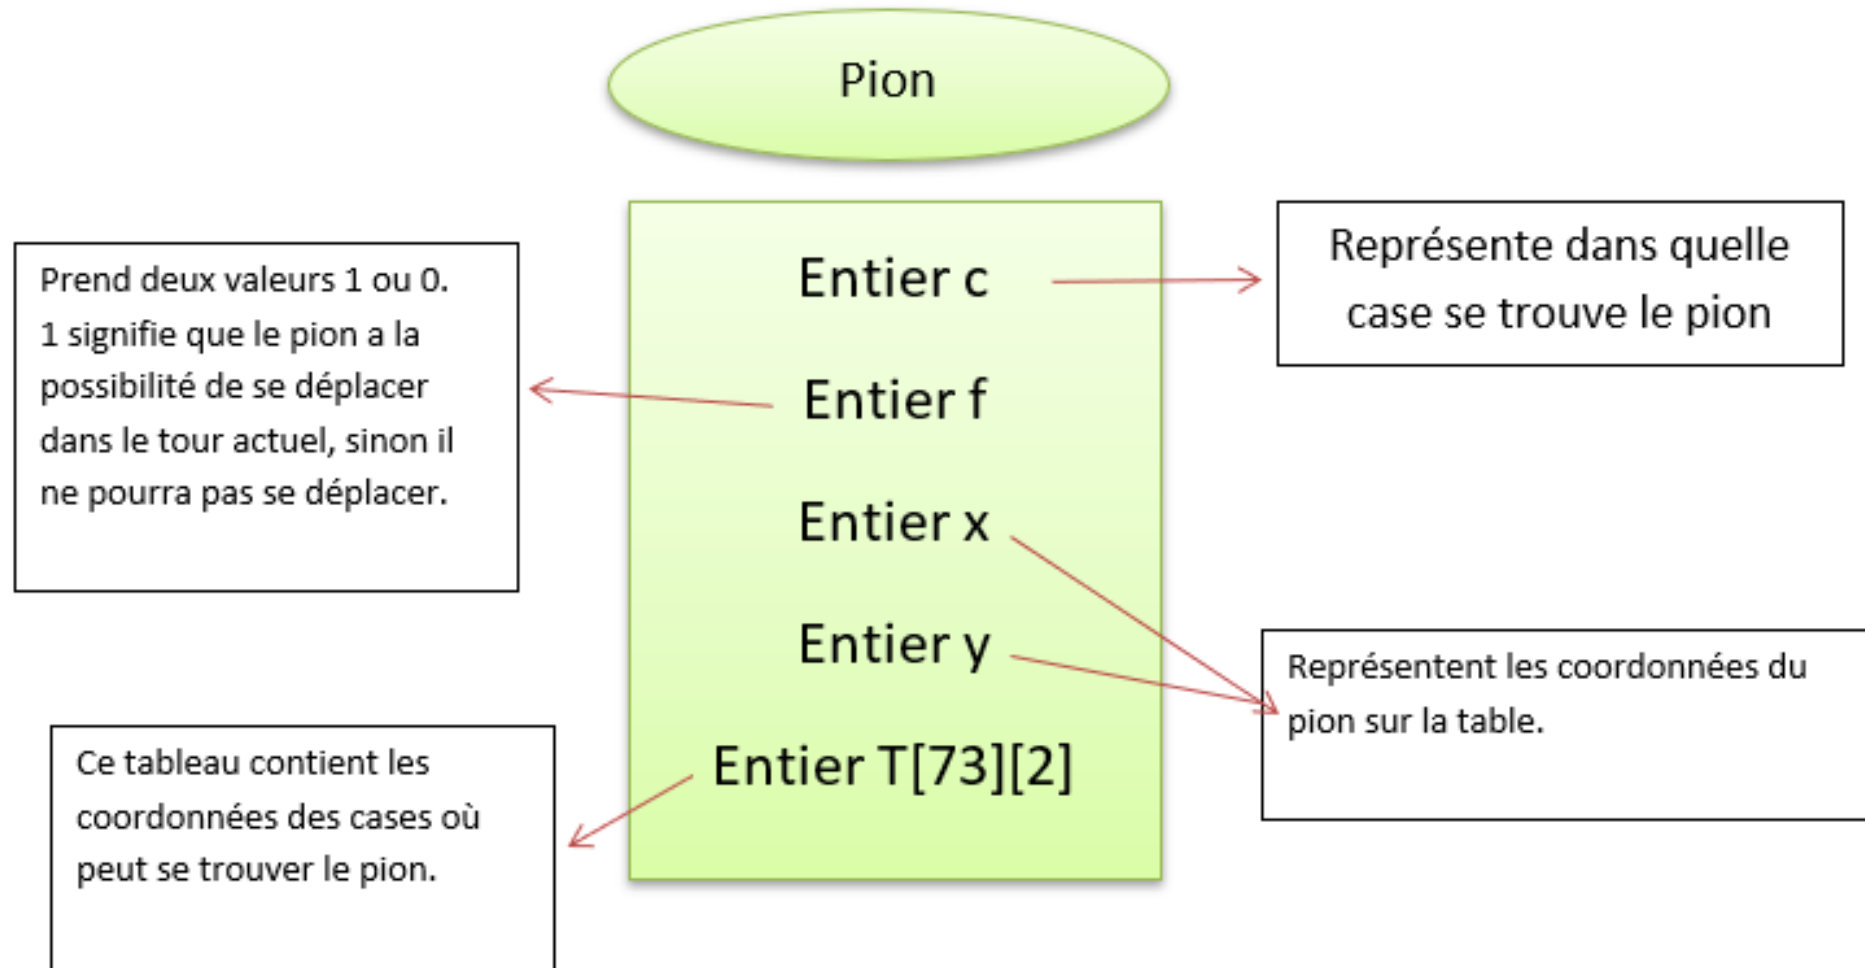 Pion
Entier c
Entier f
Entier x
Entier y
Entier T[73][2]
Représente dans quelle
case se trouve le pion
Prend deux valeurs 1 ou 0.
1 signifie que le pion a la
possibilité de se déplacer
dans le tour actuel, sinon il
ne pourra pas se déplacer.
Représentent les coordonnées du
pion sur la table.
Ce tableau contient les
coordonnées des cases où
peut se trouver le pion.